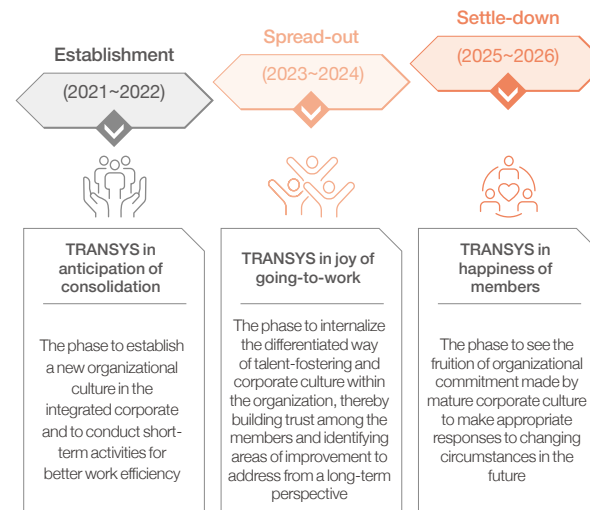 Establishment
(2021~2022)
TRANSYS in
anticipation of
consolidation
The phase to establish
a new organizational
culture in the
integrated corporate
and to conduct short-
term activities for
better work efficiency
Spread-out
(2023~2024)
TRANSYS in joy of
going-to-work
The phase to internalize
the differentiated way
of talent-fostering and
corporate culture within
the organization, thereby
building trust among the
members and identifying
areas of improvement to
address from a long-term
perspective
Settle-down
(2025~2026)
TRANSYS in
happiness of
members
The phase to see the
fruition of organizational
commitment made by
mature corporate culture
to make appropriate
responses to changing
circumstances in the
future